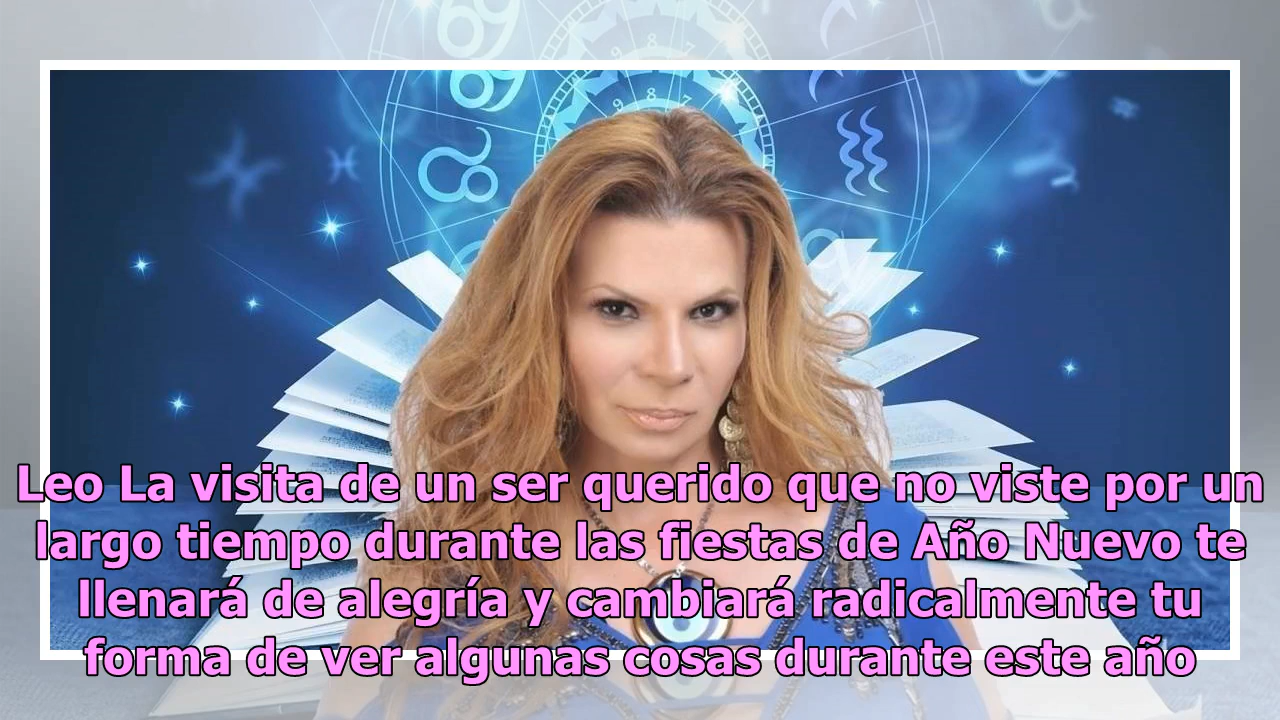 Leo La visita de un ser querido que no viste por un
largo tiempo durante las fiestas de Año Nuevo te
llenará de alegría y cambiará radicalmente tu
forma de ver algunas cosas durante este año